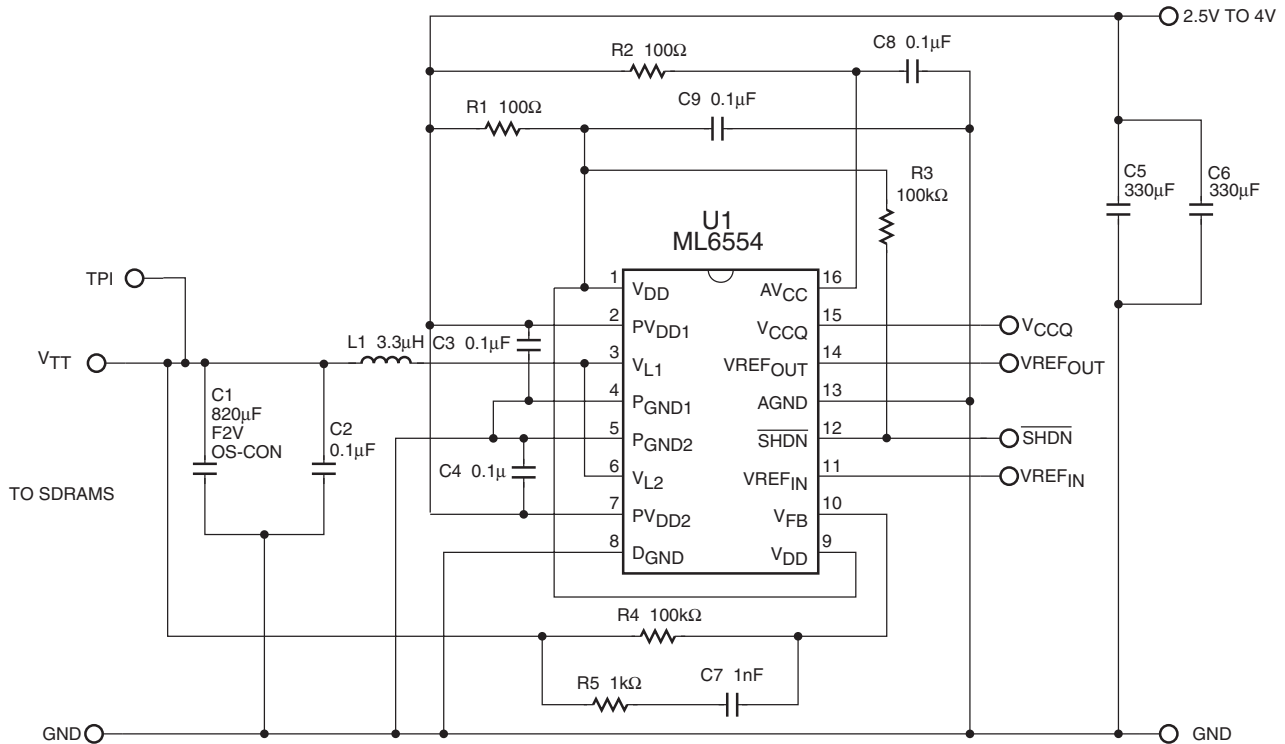 2.5V TO 4V
R2 100Ω
C8 0.1µF
R1 100Ω
C9 0.1µF
R3
100kΩ
C5
330µF
C6
330µF
U1
ML6554
TPI
1
VDD
16
AVCC
2
PVDD1
15
VCCQ
VCCQ
VTT
L1 3.3µH
C3 0.1µF
3
VL1
14
VREFOUT
VREFOUT
C1
820µF
F2V
OS-CON
4
PGND1
13
AGND
C2
0.1µF
5
PGND2
12
SHDN
SHDN
C4 0.1µ
6
VL2
11
VREFIN
VREFIN
TO SDRAMS
7
PVDD2
10
VFB
8
DGND
9
VDD
R4 100kΩ
R5 1kΩ
C7 1nF
GND
GND